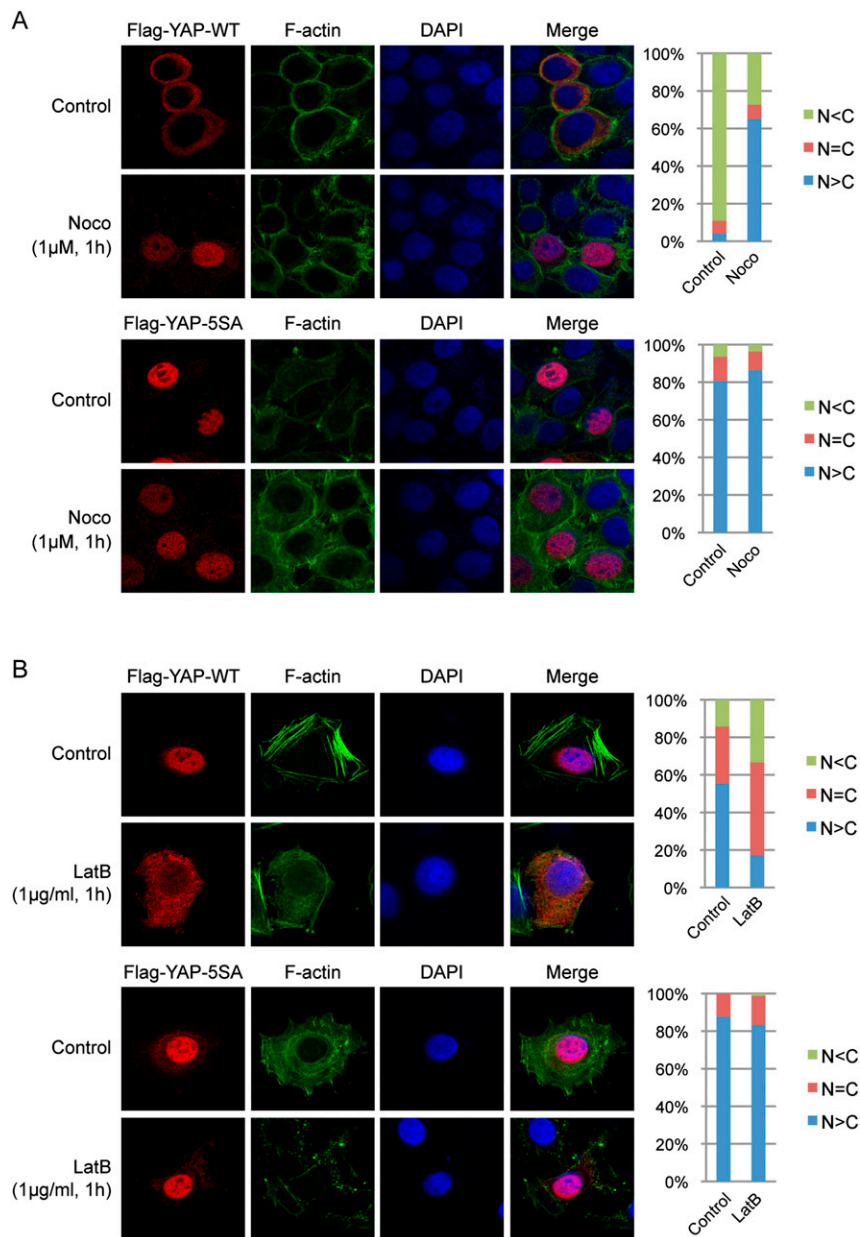 A
Flag-YAP-WT F-actin DAPI Merge
Control
Noco
(1µM, 1h)
100%
80%
60%
40%
20%
0%
Control Noco
N<C
N=C
N>C
Flag-YAP-5SA F-actin DAPI Merge
Control
Noco
(1µM, 1h)
100%
80%
60%
40%
20%
0%
Control Noco
N<C
N=C
N>C
B
Flag-YAP-WT F-actin DAPI Merge
Control
LatB
(1µg/ml, 1h)
100%
80%
60%
40%
20%
0%
Control LatB
N<C
N=C
N>C
Flag-YAP-5SA F-actin DAPI Merge
Control
LatB
(1µg/ml, 1h)
100%
80%
60%
40%
20%
0%
Control LatB
N<C
N=C
N>C